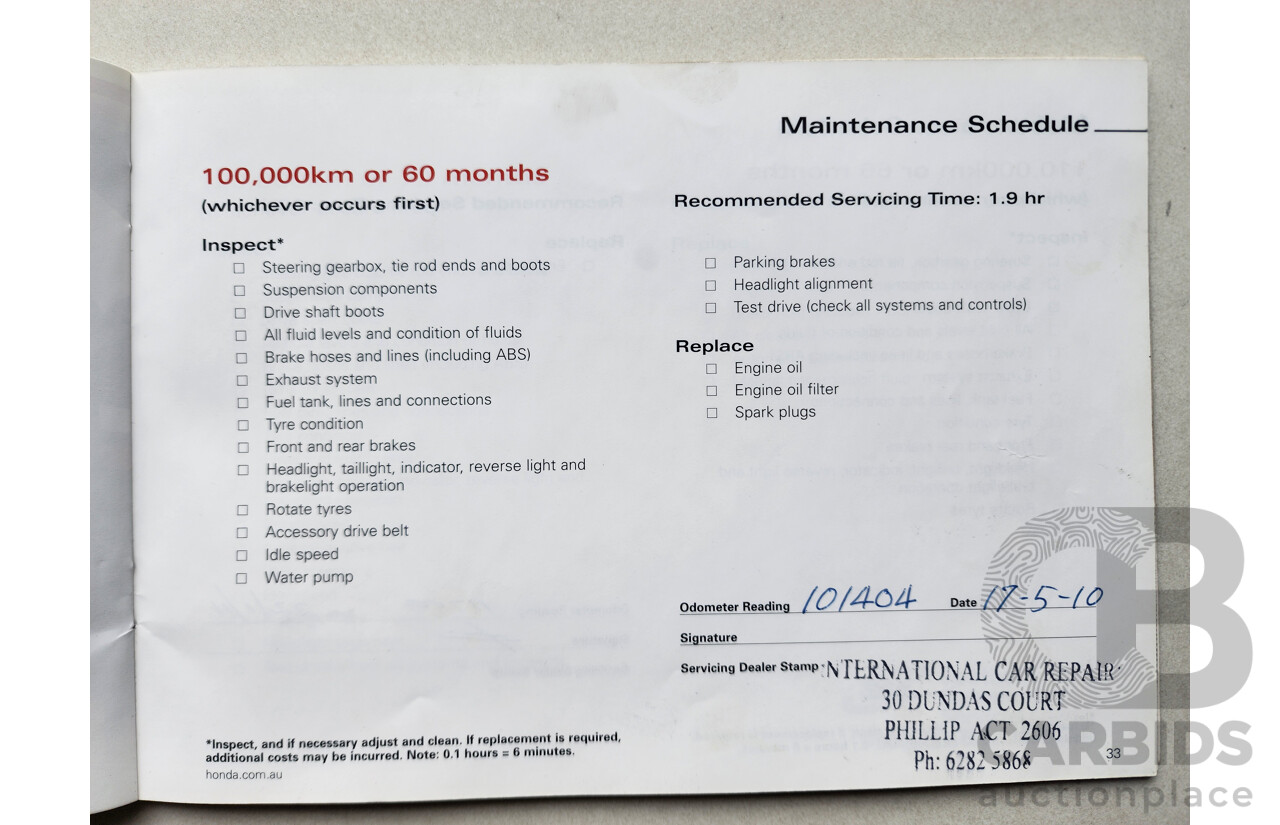 Maintenance Schedule
100,000km or 60 months
(whichever occurs first)
Inspect*
Steering gearbox, tie rod ends and boots
Suspension components
Drive shaft boots
All fluid levels and condition of fluids
Brake hoses and lines (including ABS)
Exhaust system
Fuel tank, lines and connections
Tyre condition
Front and rear brakes
Headlight, taillight, indicator, reverse light and
brakelight operation
Rotate tyres
Accessory drive belt
Idle speed
Water pump
*Inspect, and if necessary adjust and clean. If replacement is required,
additional costs may be incurred. Note: 0.1 hours = 6 minutes.
honda.com.au
Recommended Servicing Time: 1.9 hr
Parking brakes
Headlight alignment
Test drive (check all systems and controls)
Replace
Engine oil
Engine oil filter
Spark plugs
Odometer Reading 101404 Date 17-5-10
Signature
Servicing Dealer Stamp NTERNATIONAL CAR REPAIR
30 DUNDAS COURT
PHILLIP ACT 2606
Ph: 6282 5868
33
CB
CARBIDS
auctionplace